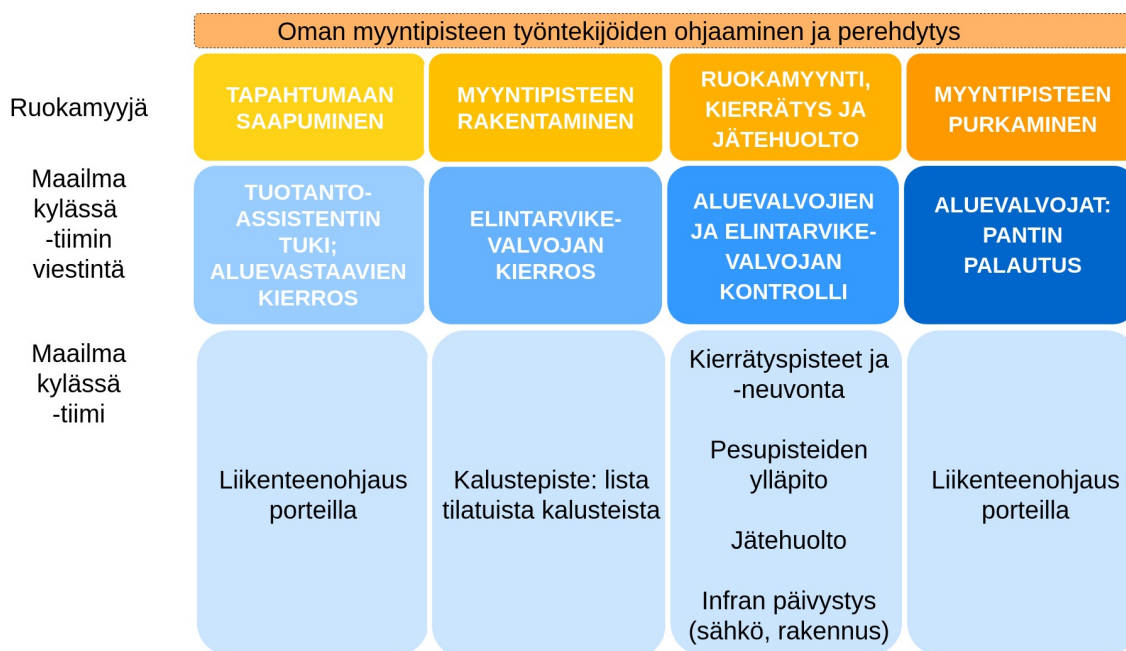 Oman myyntipisteen työntekijöiden ohjaaminen ja perehdytys
Ruokamyyjä
TAPAHTUMAAN
SAAPUMINEN
MYYNTIPISTEEN
RAKENTAMINEN
RUOKAMYYNTI,
KIERRÄTYS JA
JÄTEHUOLTO
MYYNTIPISTEEN
PURKAMINEN
Maailma
kylässä
-tiimin
viestintä
TUOTANTO-
ASSISTENTIN
TUKI;
ALUEVASTAAVIEN
KIERROS
ELINTARVIKE-
VALVOJAN
KIERROS
ALUEVALVOJIEN
JA ELINTARVIKE-
VALVOJAN
KONTROLLI
ALUEVALVOJAT:
PANTIN
PALAUTUS
Maailma
kylässä
-tiimi
Liikenteenohjaus
porteilla
Kalustepiste: lista
tilatuista kalusteista
Kierrätyspisteet ja
-neuvonta
Pesupisteiden
ylläpito
Jätehuolto
Infran päivystys
(sähkö, rakennus)
Liikenteenohjaus
porteilla